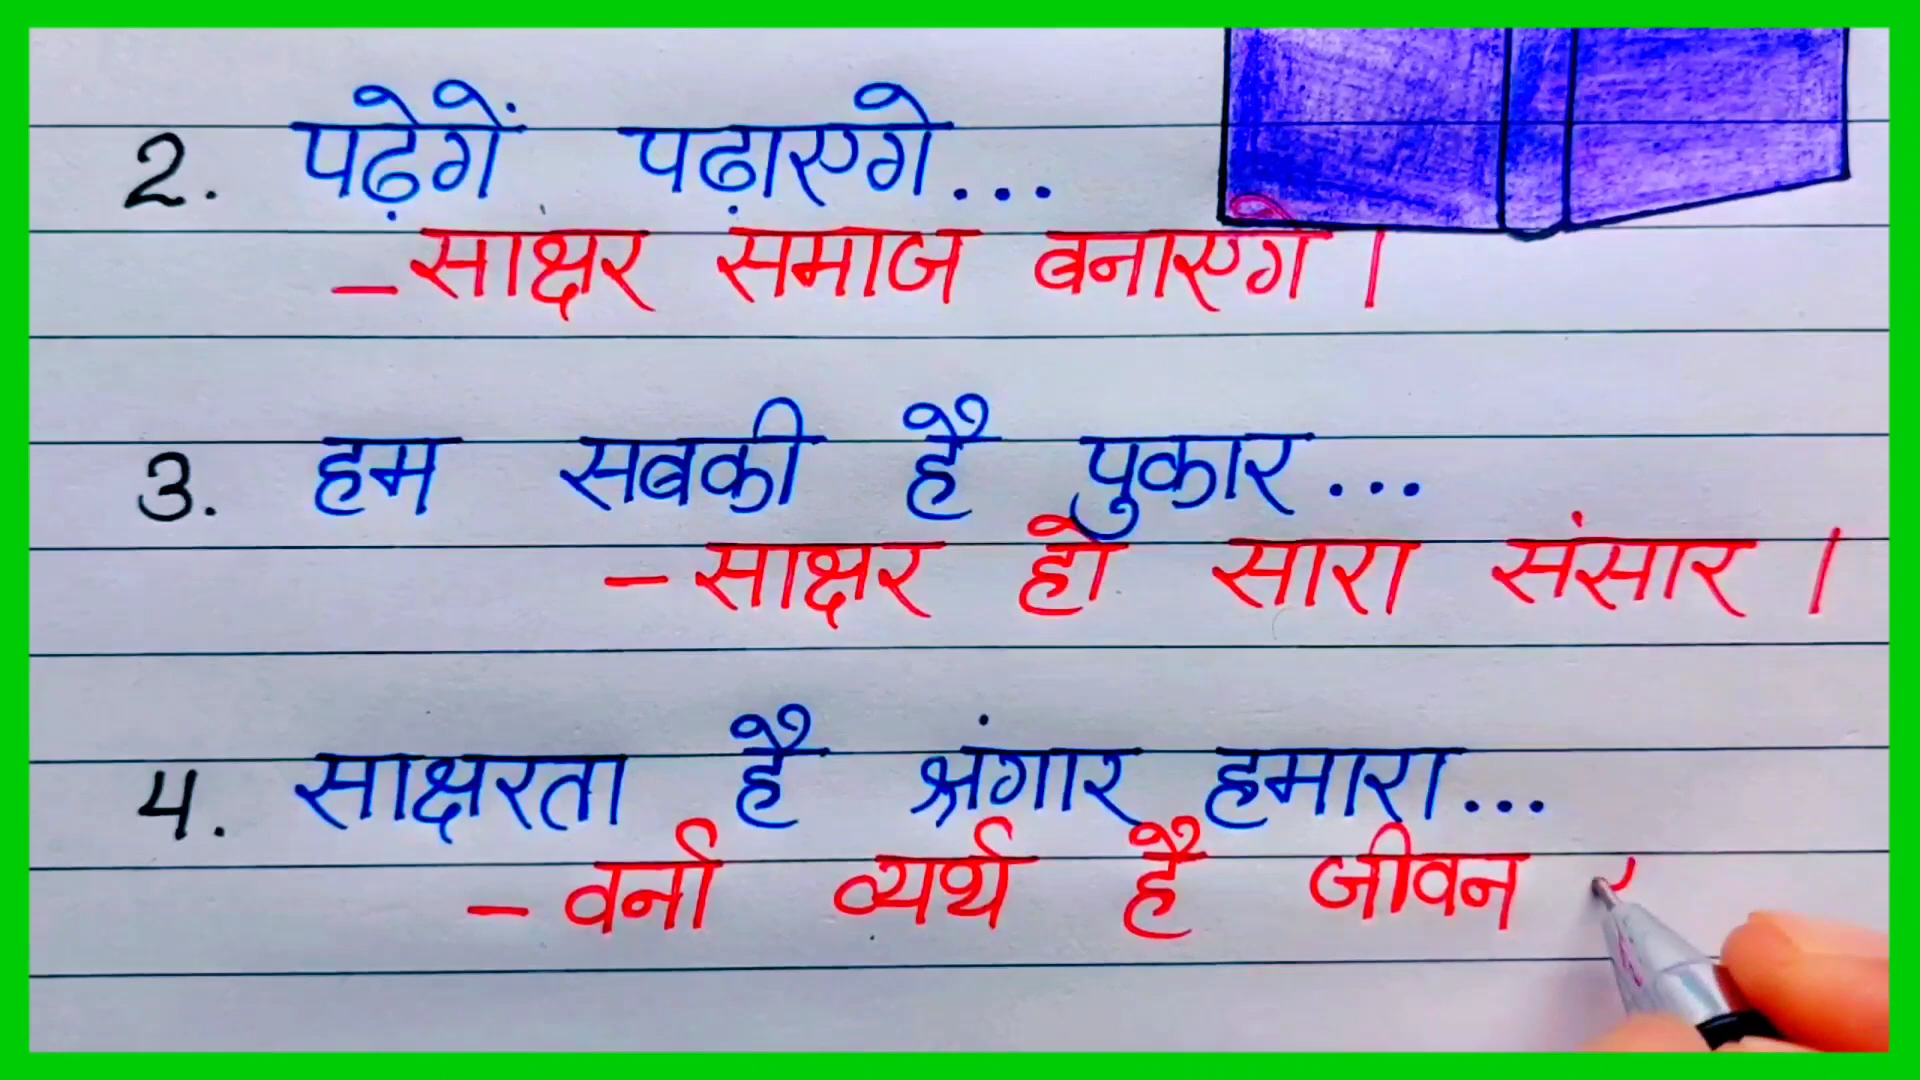 2. पढ़ेगें पढ़ाएगे...
- साक्षर समाज बनाएगे।
3. हम सबकी है पुकार...
- साक्षर हो सारा संसार।
4. साक्षरता है श्रंगार हमारा...
- वर्ना व्यर्थ है जीवन